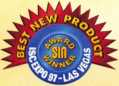 BEST NEW PRODUCT
AWARD
SIN
WINNER
ISC EXPO 97 - LAS VEGAS